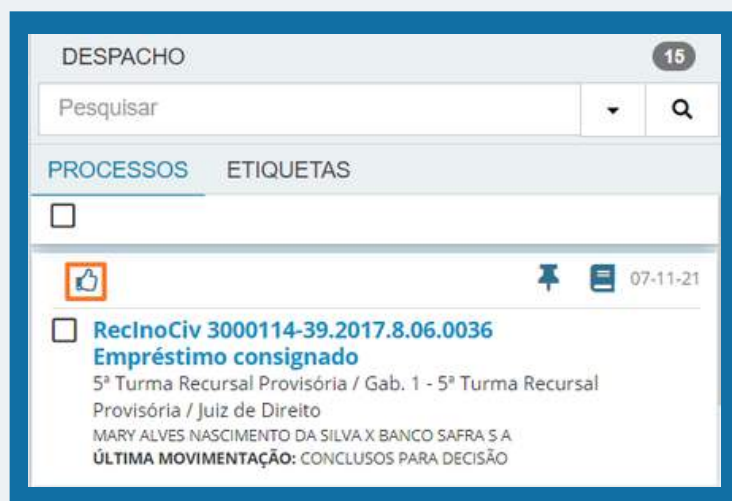 DESPACHO 15
Pesquisar
PROCESSOS ETIQUETAS
07-11-21
RecInoCiv 3000114-39.2017.8.06.0036
Empréstimo consignado
5ª Turma Recursal Provisória / Gab. 1 - 5ª Turma Recursal
Provisória / Juiz de Direito
MARY ALVES NASCIMENTO DA SILVA X BANCO SAFRA S A
ÚLTIMA MOVIMENTAÇÃO: CONCLUSOS PARA DECISÃO